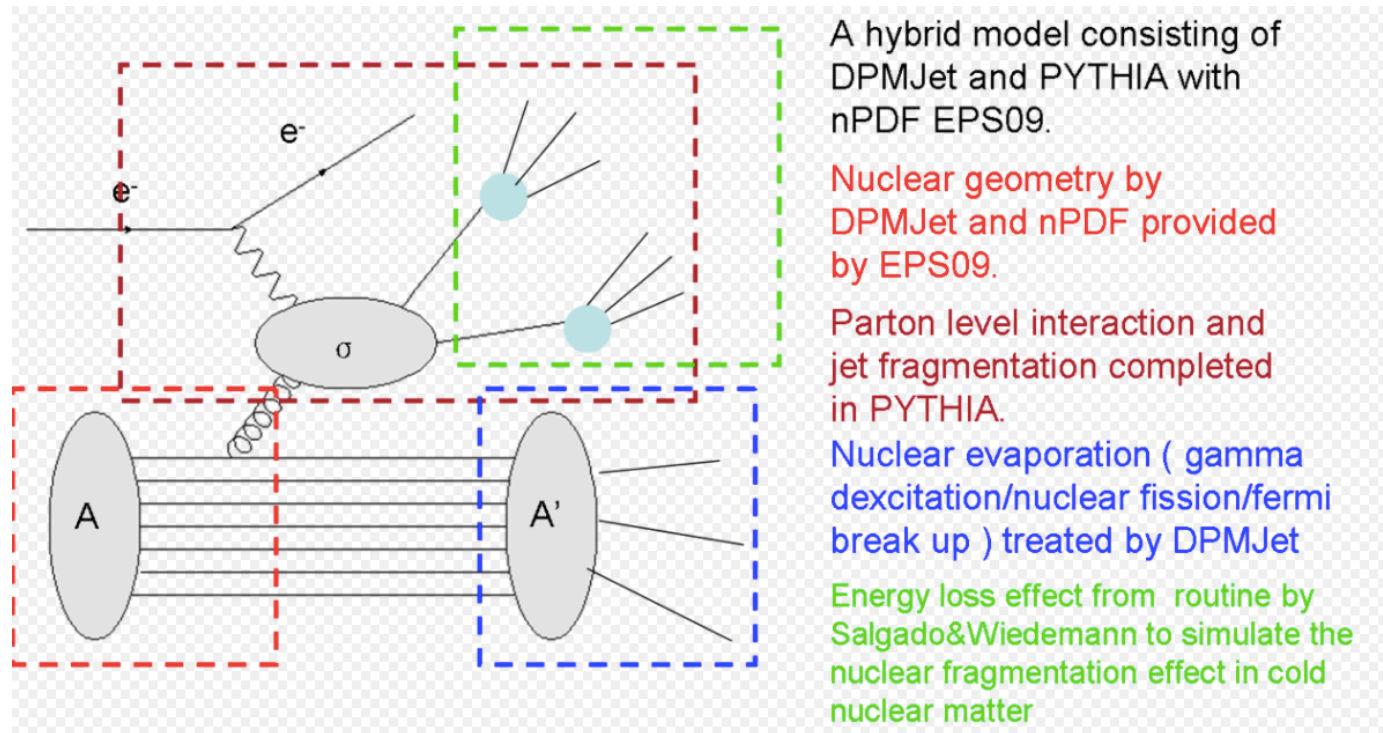 e-
e-
σ
A
A’
A hybrid model consisting of
DPMJet and PYTHIA with
nPDF EPS09.
Nuclear geometry by
DPMJet and nPDF provided
by EPS09.
Parton level interaction and
jet fragmentation completed
in PYTHIA.
Nuclear evaporation ( gamma
dexcitation/nuclear fission/fermi
break up ) treated by DPMJet
Energy loss effect from routine by
Salgado&Wiedemann to simulate the
nuclear fragmentation effect in cold
nuclear matter